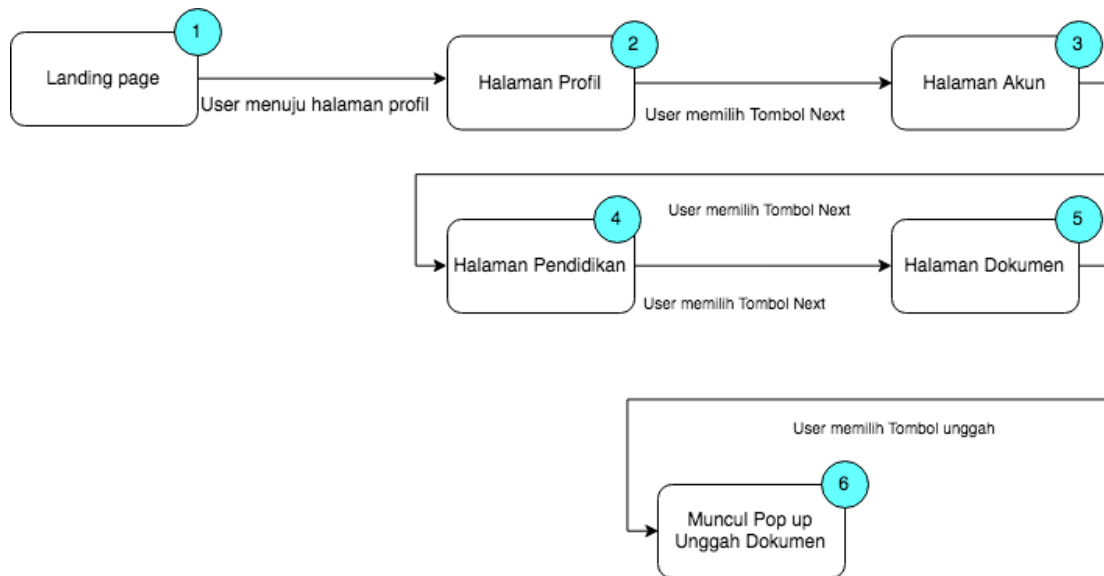 1
Landing page
User menuju halaman profil
2
Halaman Profil
User memilih Tombol Next
3
Halaman Akun
User memilih Tombol Next
4
Halaman Pendidikan
User memilih Tombol Next
5
Halaman Dokumen
User memilih Tombol unggah
6
Muncul Pop up
Unggah Dokumen